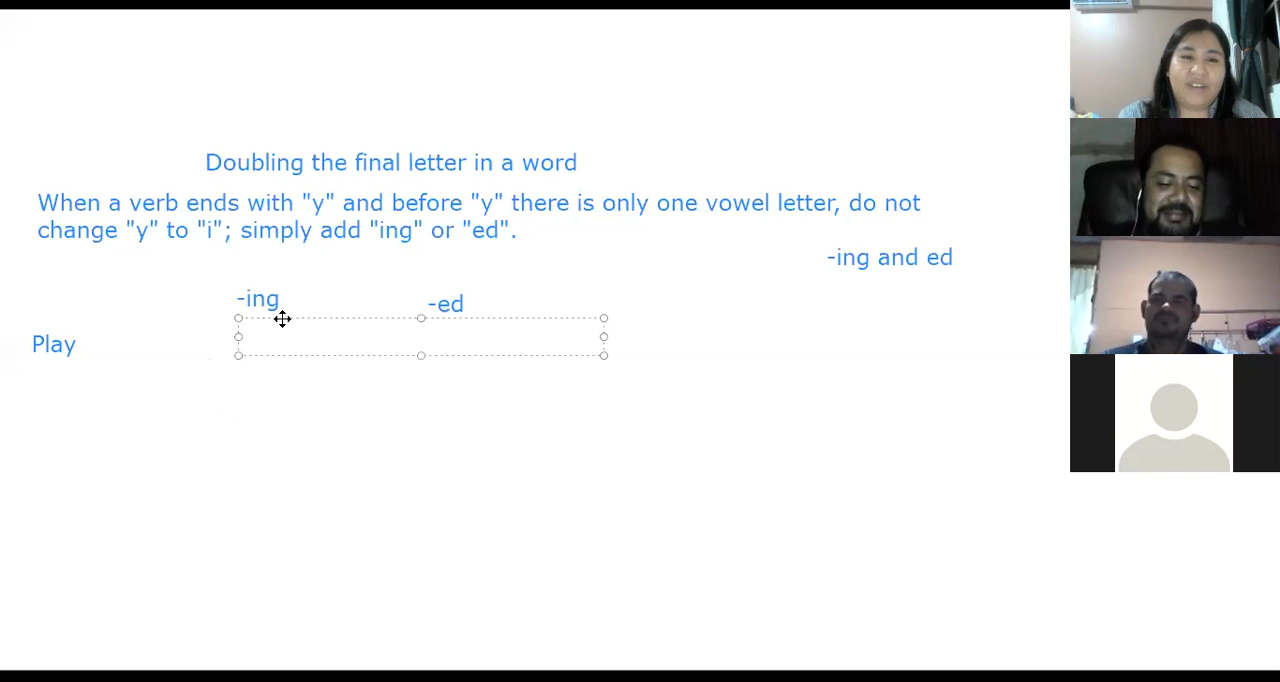 Doubling the final letter in a word
When a verb ends with "y" and before "y" there is only one vowel letter, do not
change "y" to "i"; simply add "ing" or "ed".
-ing and ed
-ing -ed
Play